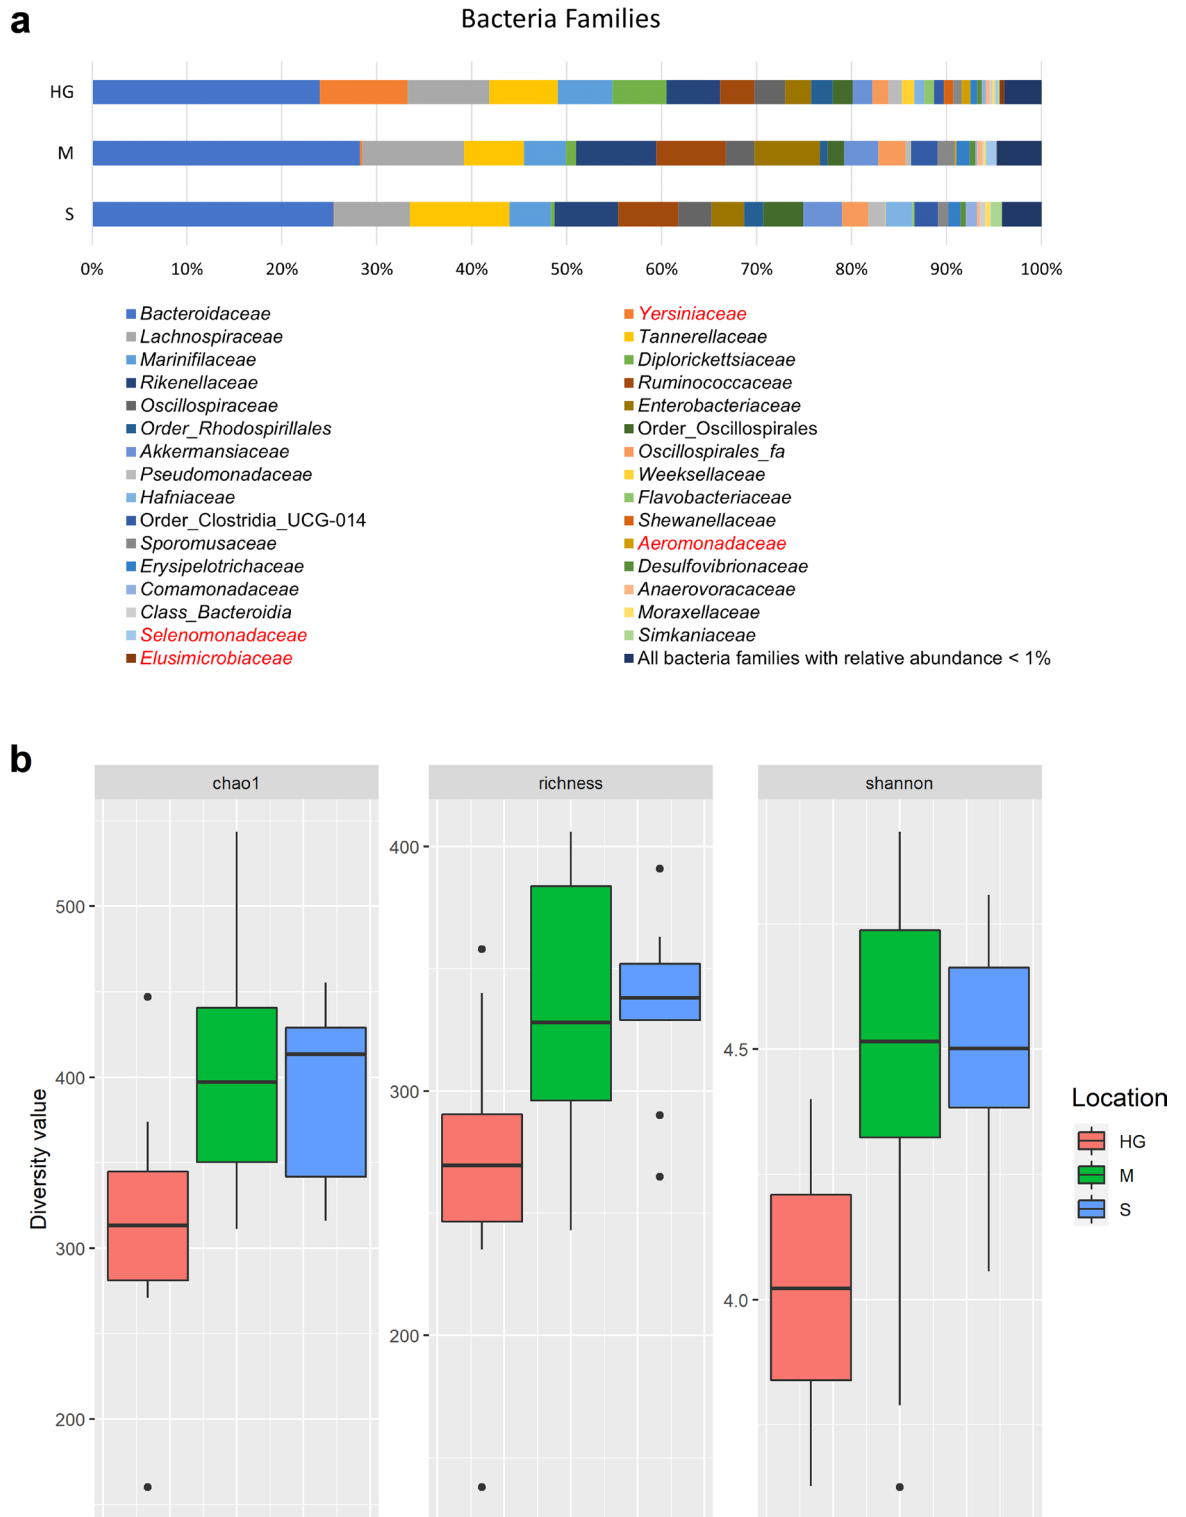 a
Bacteria Families
HG
M
S
0% 10% 20% 30% 40% 50% 60% 70% 80% 90% 100%
Bacteroidaceae Yersiniaceae
Lachnospiraceae Tannerellaceae
Marinifilaceae Diplorickettsiaceae
Rikenellaceae Ruminococcaceae
Oscillospiraceae Enterobacteriaceae
Order_Rhodospirillales Order_Oscillospirales
Akkermansiaceae Oscillospirales_fa
Pseudomonadaceae Weeksellaceae
Hafniaceae Flavobacteriaceae
Order_Clostridia_UCG-014 Shewanellaceae
Sporomusaceae Aeromonadaceae
Erysipelotrichaceae Desulfovibrionaceae
Comamonadaceae Anaerovoracaceae
Class_Bacteroidia Moraxellaceae
Selenomonadaceae Simkaniaceae
Elusimicrobiaceae All bacteria families with relative abundance < 1%
b
chao1 richness shannon
Diversity value
500
400
300
200
400
300
200
4.5
4.0
Location
HG
M
S